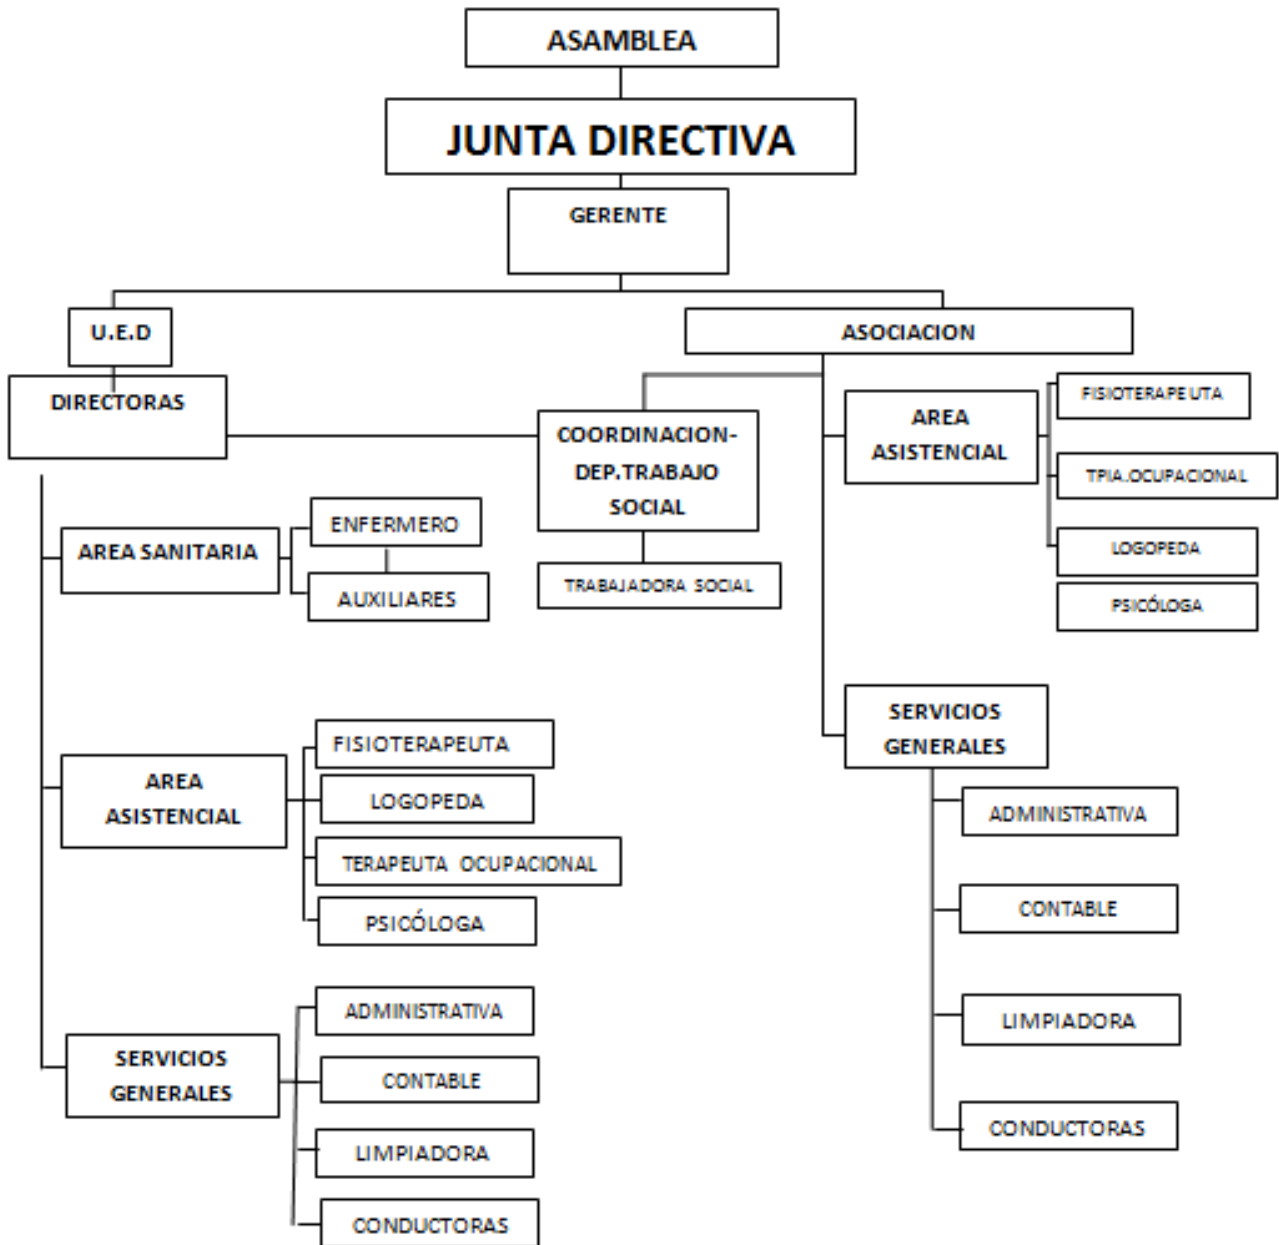 ASAMBLEA
JUNTA DIRECTIVA
GERENTE
U.E.D
ASOCIACION
DIRECTORAS
COORDINACION-
DEP.TRABAJO
SOCIAL
TRABAJADORA SOCIAL
AREA
ASISTENCIAL
FISIOTERAPEUTA
TPIA.OCUPACIONAL
LOGOPEDA
PSICÓLOGA
AREA SANITARIA
ENFERMERO
AUXILIARES
AREA
ASISTENCIAL
FISIOTERAPEUTA
LOGOPEDA
TERAPEUTA OCUPACIONAL
PSICÓLOGA
SERVICIOS
GENERALES
ADMINISTRATIVA
CONTABLE
LIMPIADORA
CONDUCTORAS
SERVICIOS
GENERALES
ADMINISTRATIVA
CONTABLE
LIMPIADORA
CONDUCTORAS